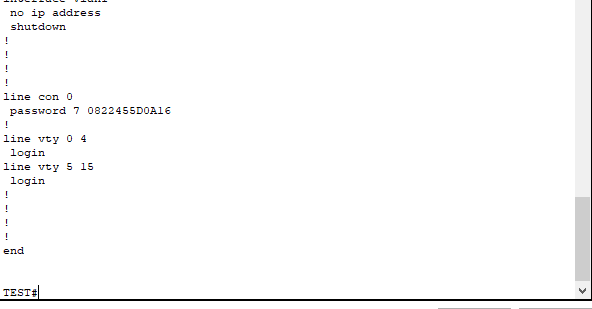 no ip address
shutdown
!
!
!
!
line con 0
password 7 0822455D0A16
!
line vty 0 4
login
line vty 5 15
login
!
!
!
!
end
TEST#